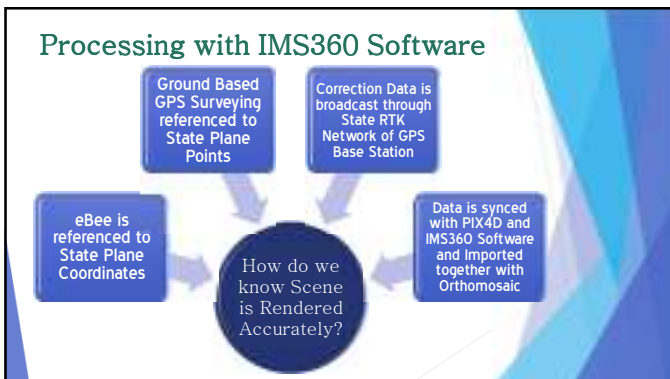 Processing with IMS360 Software
Ground Based
GPS Surveying
referenced to
State Plane
Points
Correction Data is
broadcast through
State RTK
Network of GPS
Base Station
eBee is
referenced to
State Plane
Coordinates
Data is synced
with PIX4D and
IMS360 Software
and Imported
together with
Orthomosaic
How do we
know Scene
is Rendered
Accurately?